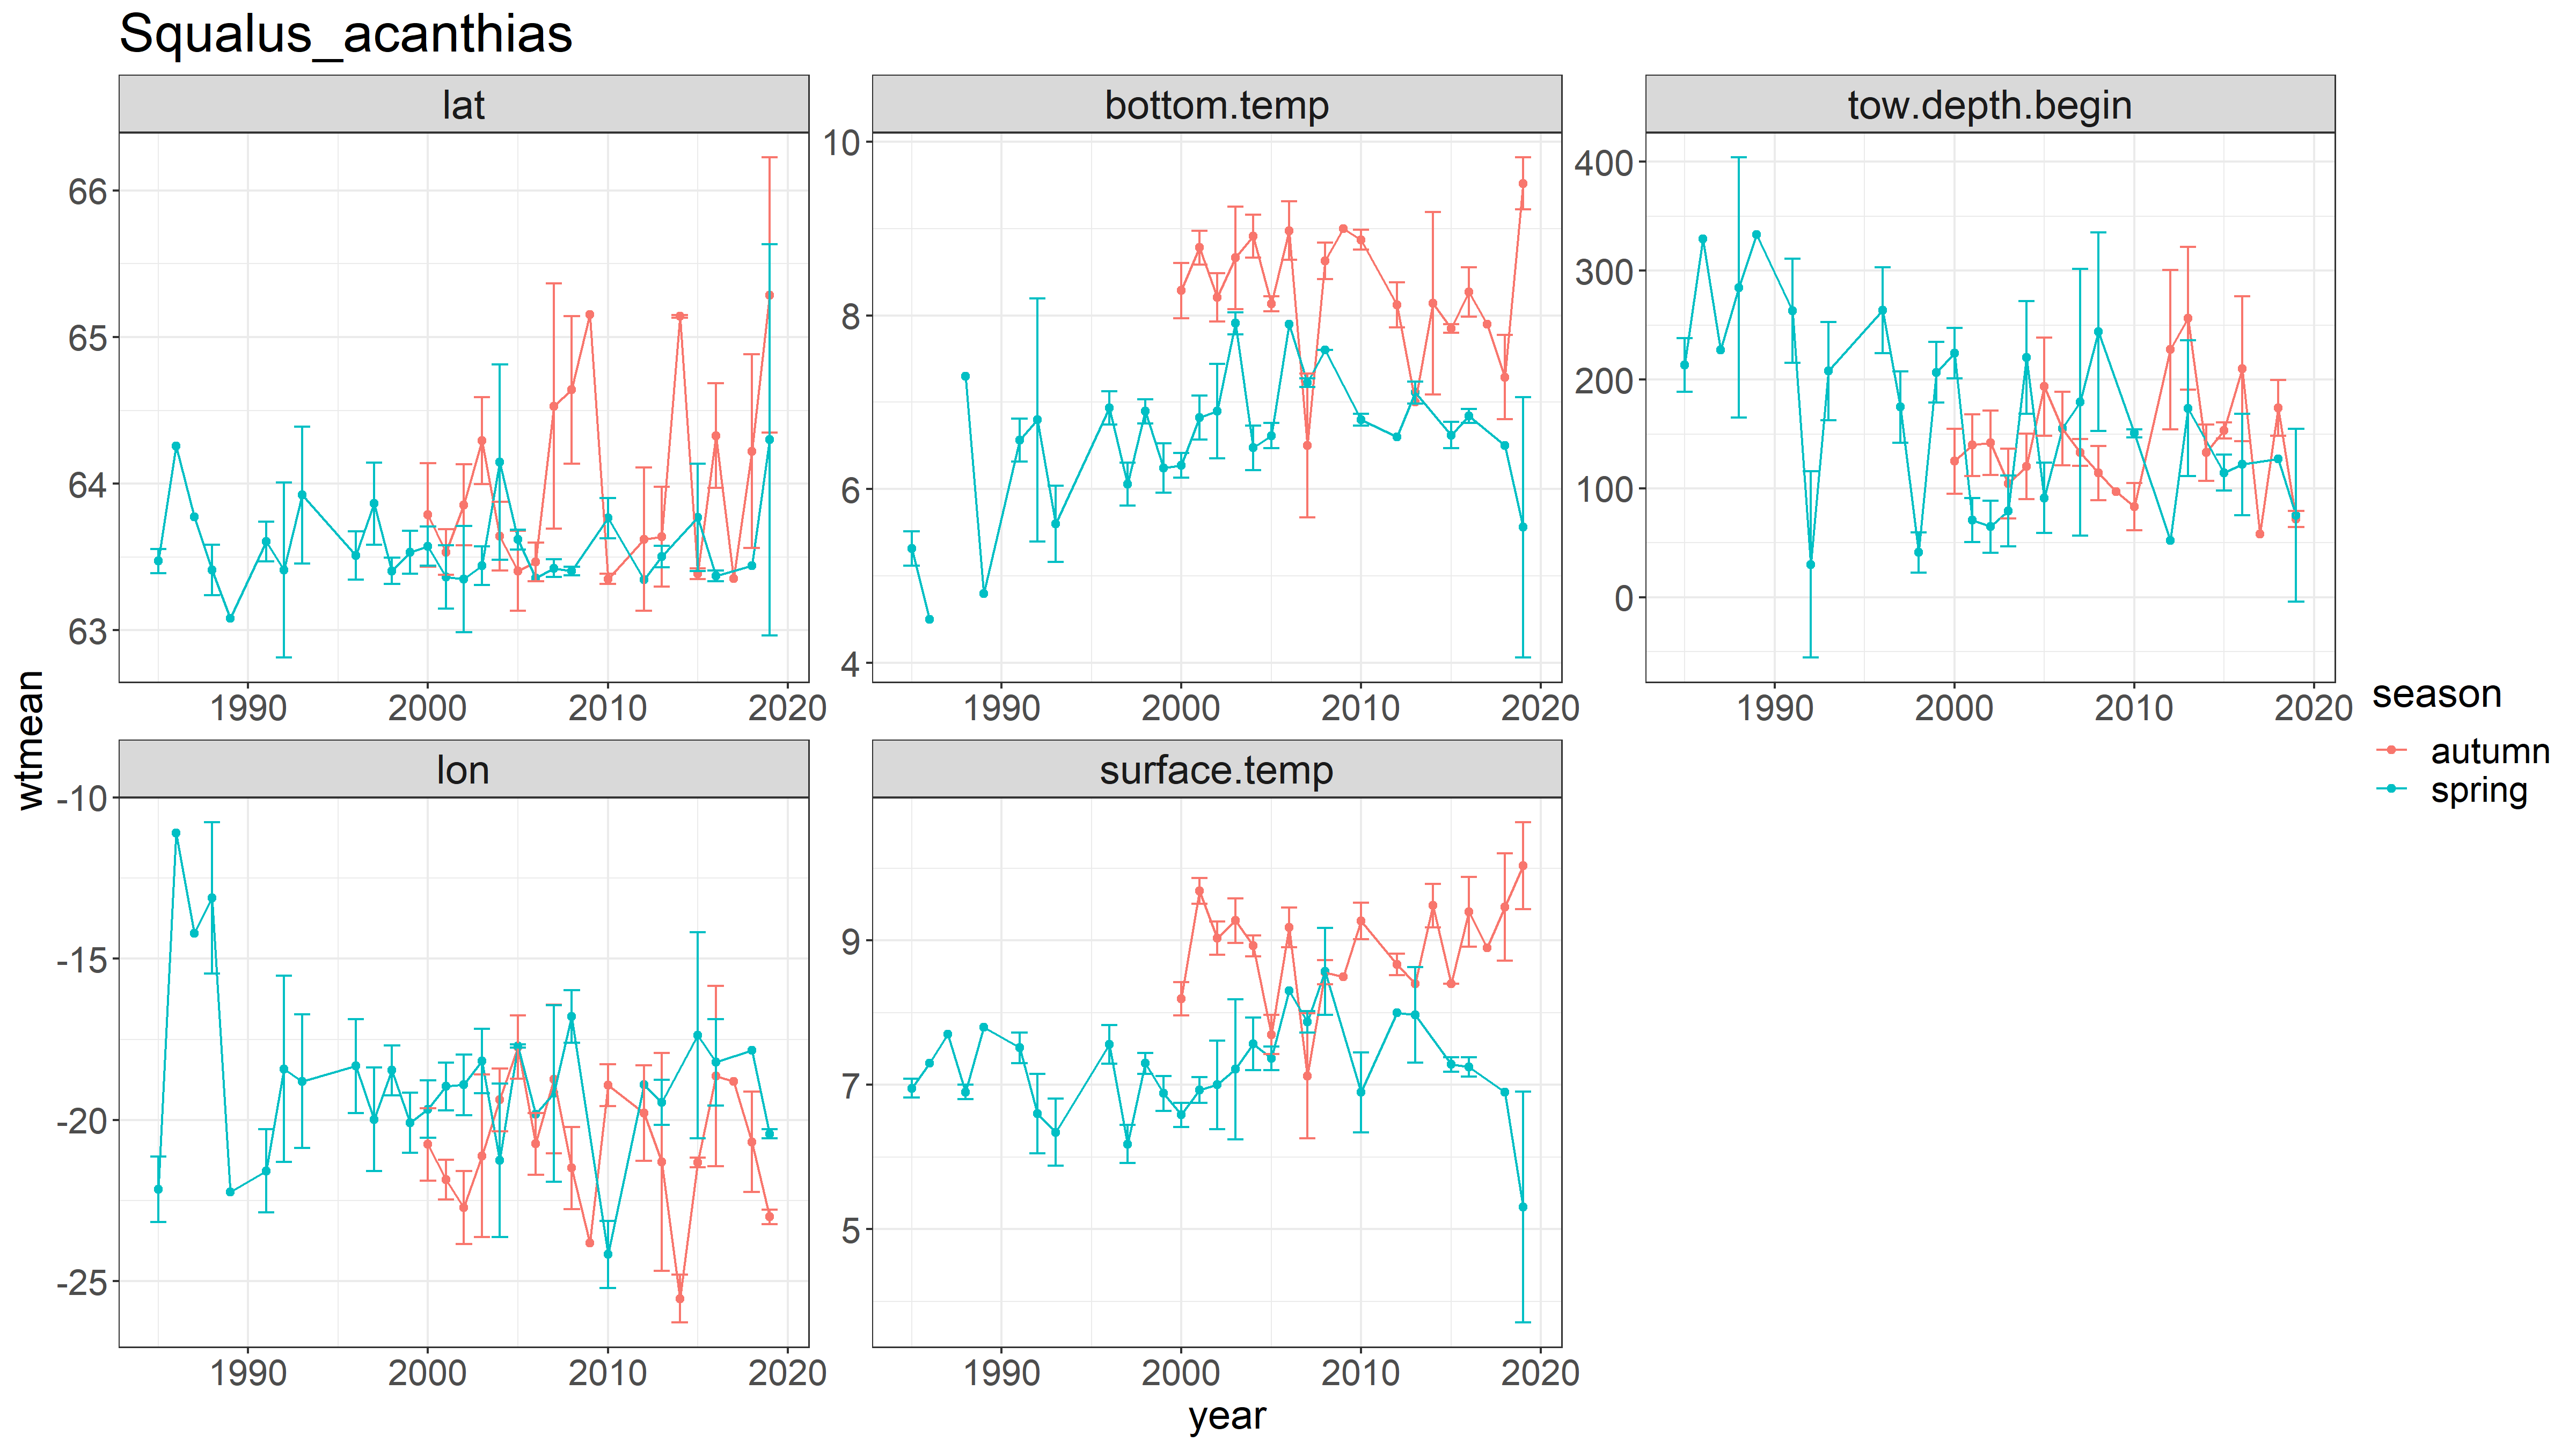 Squalus_acanthias
lat
bottom.temp
tow.depth.begin
66
65
64
63
10
8
6
4
400
300
200
100
0
1990 2000 2010 2020
1990 2000 2010 2020
1990 2000 2010 2020
wtmean
lon
surface.temp
-10
-15
-20
-25
9
7
5
1990 2000 2010 2020
1990 2000 2010 2020
year
season
autumn
spring